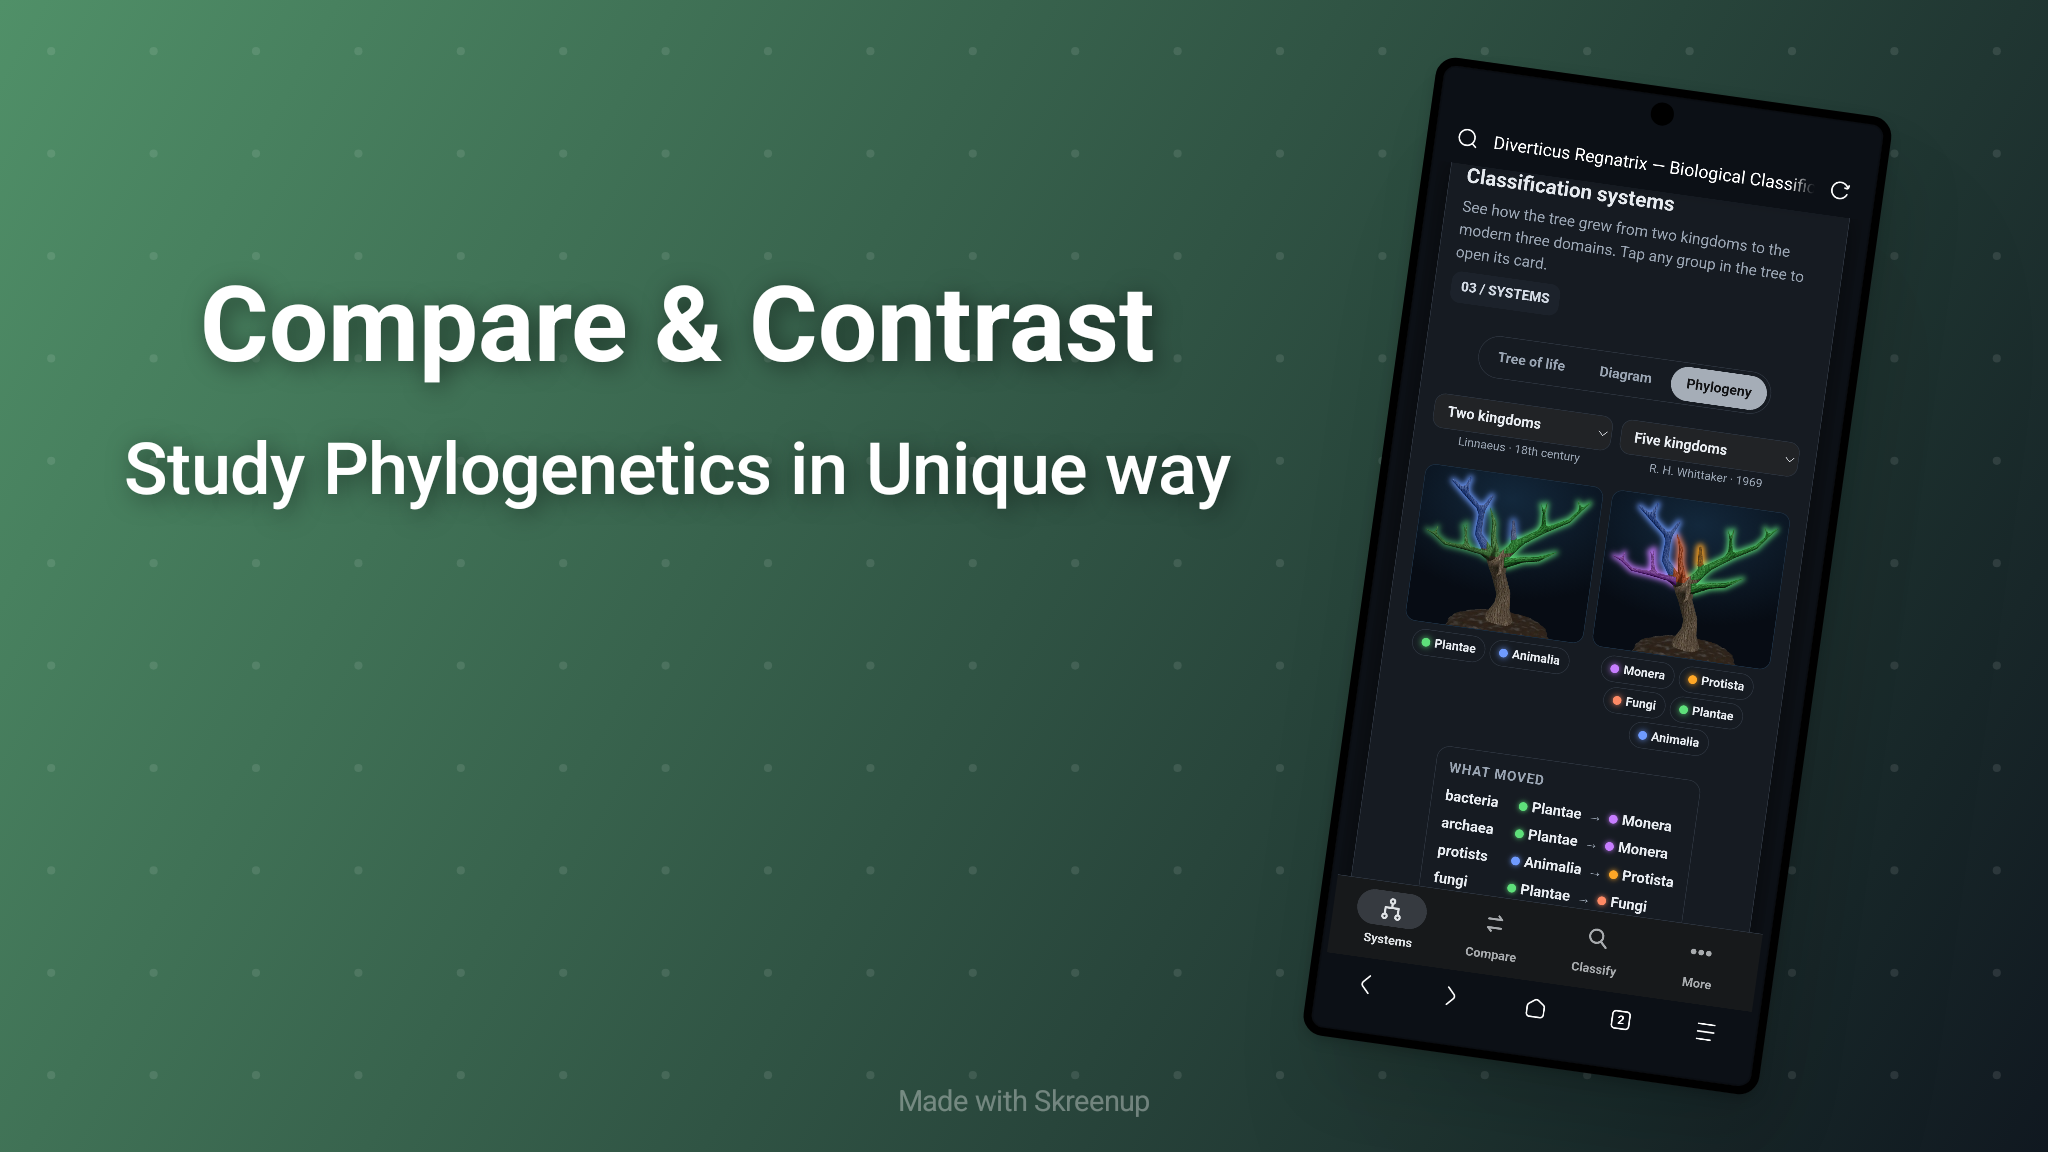 Compare & Contrast
Study Phylogenetics in Unique way
Diverticus Regnatrix — Biological Classific
Classification systems
See how the tree grew from two kingdoms to the
modern three domains. Tap any group in the tree to
open its card.
03 / SYSTEMS
Tree of life Diagram Phylogeny
Two kingdoms
Linnaeus · 18th century
Five kingdoms
R. H. Whittaker · 1969
Plantae Animalia
Monera Protista
Fungi Plantae
Animalia
WHAT MOVED
bacteria Plantae → Monera
archaea Plantae → Monera
protists Animalia → Protista
fungi Plantae → Fungi
Systems Compare Classify More
2
Made with Skreenup